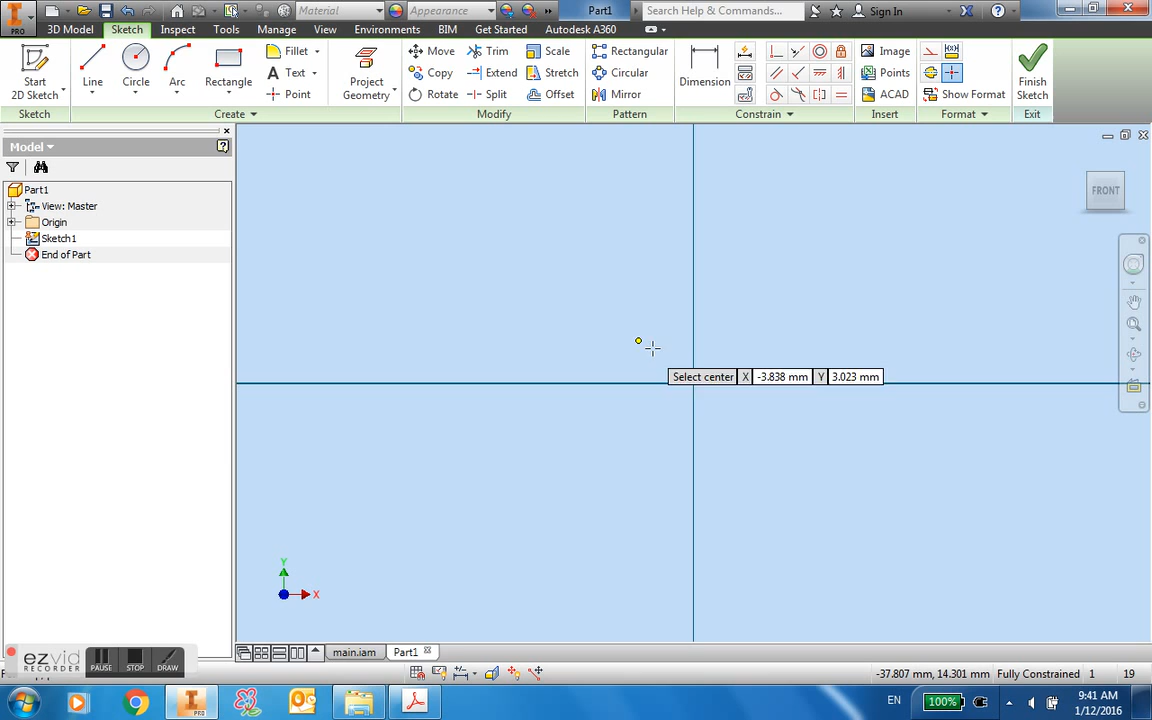 Material
Appearance
Part1
Search Help & Commands...
Sign In
PRO
3D Model
Sketch
Inspect
Tools
Manage
View
Environments
BIM
Get Started
Autodesk A360
Start
2D Sketch
Line
Circle
Arc
Rectangle
Fillet
Text
Point
Project
Geometry
Move
Copy
Rotate
Trim
Extend
Split
Scale
Stretch
Offset
Rectangular
Circular
Mirror
Dimension
Image
Points
ACAD
Show Format
Finish
Sketch
Sketch
Create
Modify
Pattern
Constrain
Insert
Format
Exit
Model
Part1
View: Master
Origin
Sketch1
End of Part
FRONT
Select center X -3.838 mm Y 3.023 mm
Y
X
ezvid
RECORDER
PAUSE
STOP
DRAW
main.iam
Part1
-37.807 mm, 14.301 mm Fully Constrained 1 19
PRO
EN
100%
9:41 AM
1/12/2016